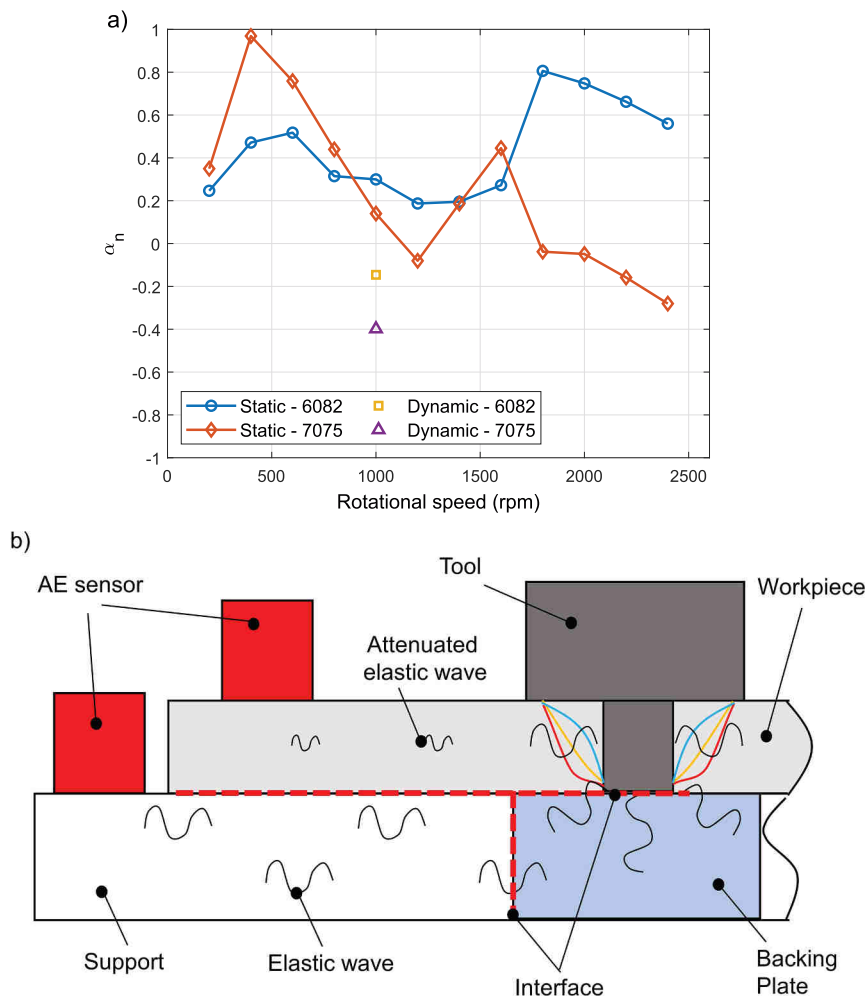 a)
1
0.8
0.6
0.4
0.2
0
-0.2
-0.4
-0.6
-0.8
-1
αn
Static - 6082
Dynamic - 6082
Static - 7075
Dynamic - 7075
0 500 1000 1500 2000 2500
Rotational speed (rpm)
b)
AE sensor
Tool
Workpiece
Attenuated
elastic wave
Support
Elastic wave
Interface
Backing
Plate